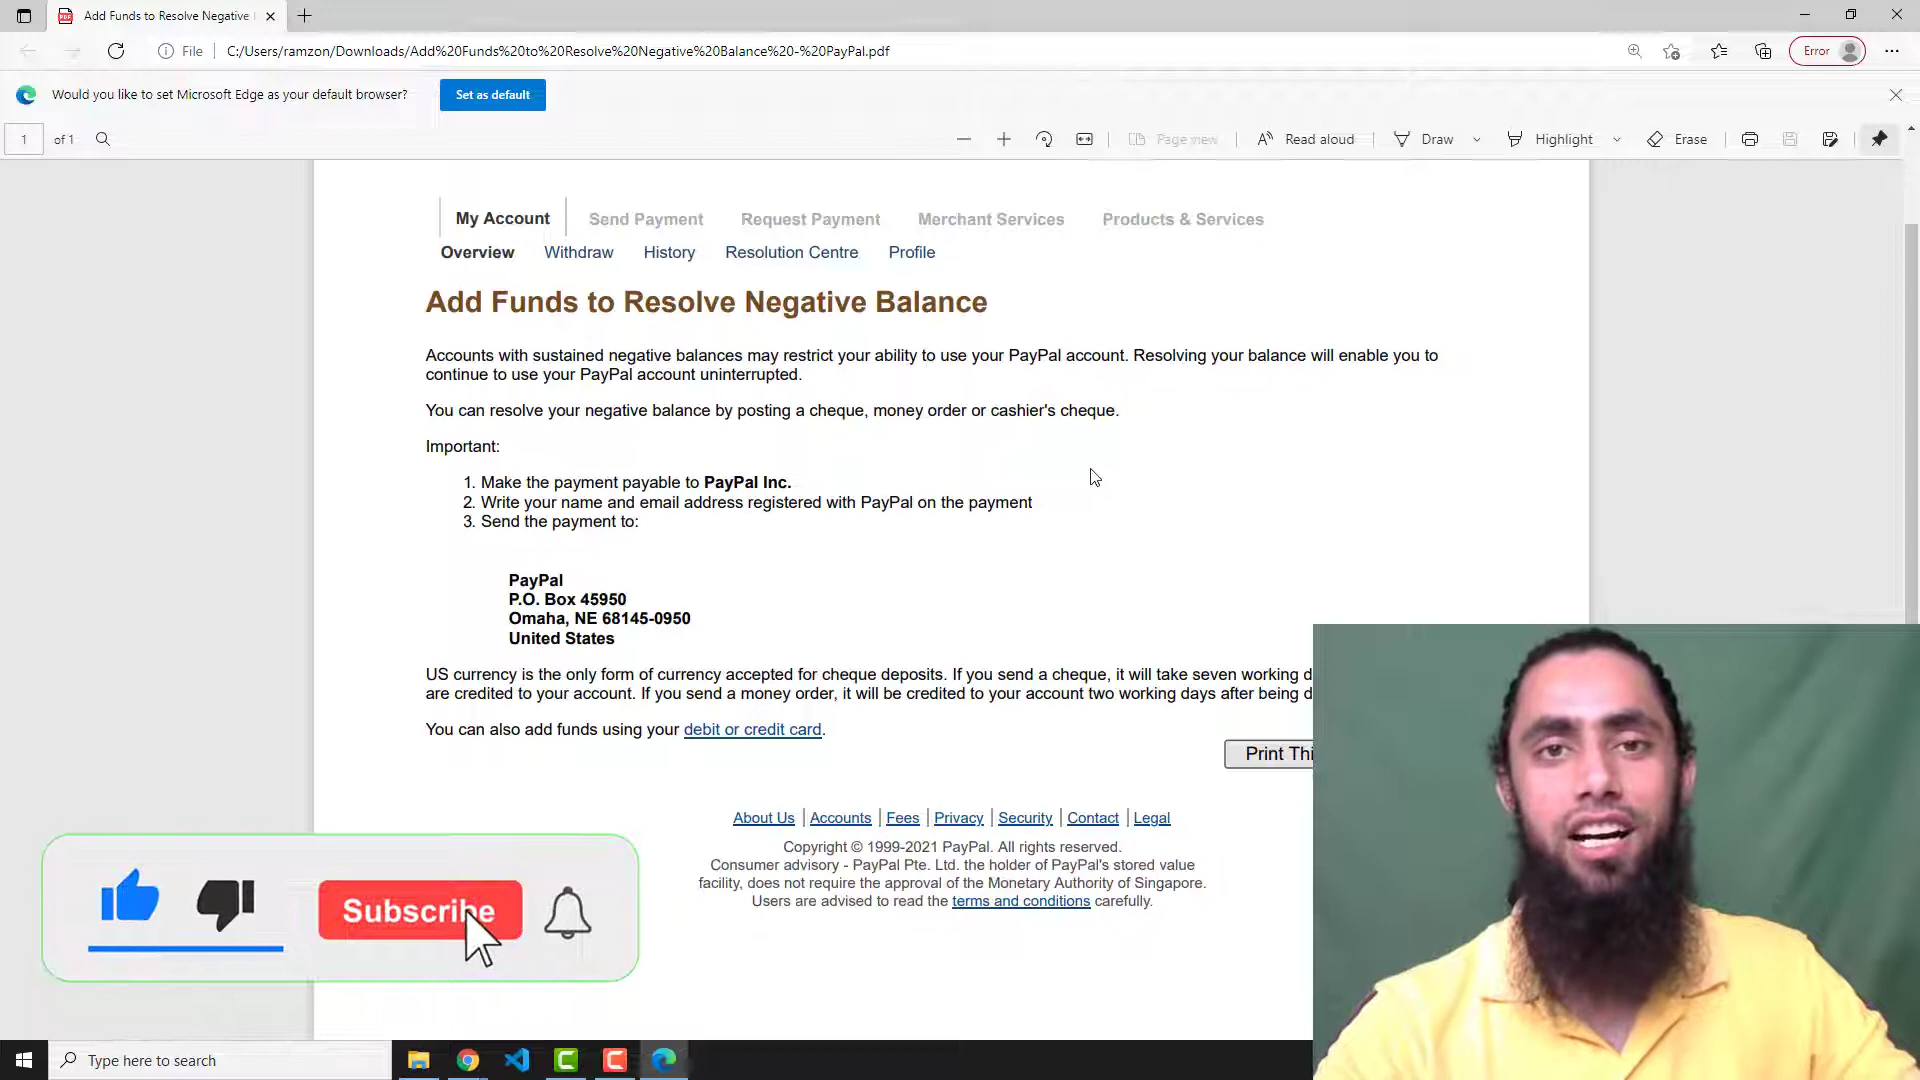 Add Funds to Resolve Negative
File
C:/Users/ramzon/Downloads/Add%20Funds%20to%20Resolve%20Negative%20Balance%20-%20PayPal.pdf
Error
Would you like to set Microsoft Edge as your default browser?
Set as default
1 of 1
Page view
Read aloud
Draw
Highlight
Erase
My Account
Send Payment
Request Payment
Merchant Services
Products & Services
Overview
Withdraw
History
Resolution Centre
Profile
Add Funds to Resolve Negative Balance
Accounts with sustained negative balances may restrict your ability to use your PayPal account. Resolving your balance will enable you to
continue to use your PayPal account uninterrupted.
You can resolve your negative balance by posting a cheque, money order or cashier's cheque.
Important:
1. Make the payment payable to PayPal Inc.
2. Write your name and email address registered with PayPal on the payment
3. Send the payment to:
PayPal
P.O. Box 45950
Omaha, NE 68145-0950
United States
US currency is the only form of currency accepted for cheque deposits. If you send a cheque, it will take seven working
are credited to your account. If you send a money order, it will be credited to your account two working days after being
You can also add funds using your debit or credit card.
Print
About Us | Accounts | Fees | Privacy | Security | Contact | Legal
Copyright © 1999-2021 PayPal. All rights reserved.
Consumer advisory - PayPal Pte. Ltd. the holder of PayPal's stored value
facility, does not require the approval of the Monetary Authority of Singapore.
Users are advised to read the terms and conditions carefully.
Subscribe
Type here to search